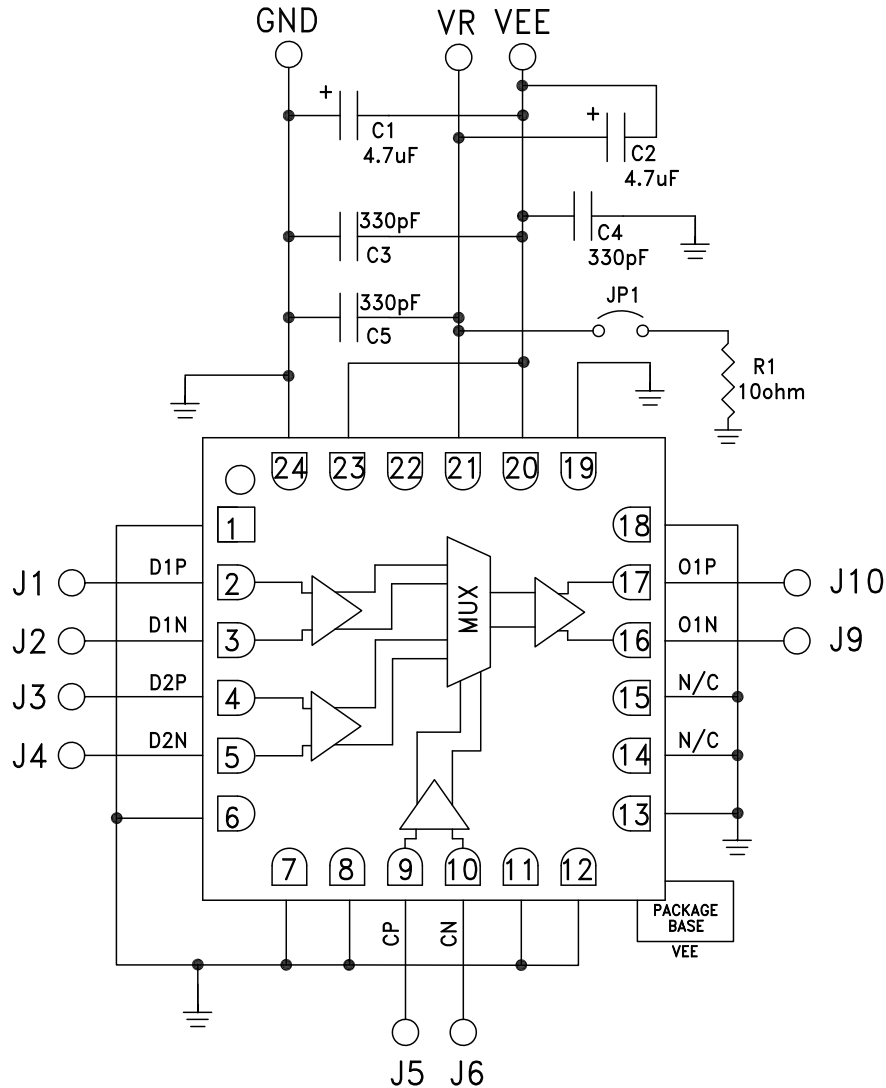 GND VR VEE
+
C1
4.7uF
+
C2
4.7uF
330pF
C3
C4
330pF
330pF
C5
JP1
R1
10ohm
24 23 22 21 20 19
1
18
J1 D1P 2
17 O1P J10
J2 D1N 3
MUX
16 O1N J9
J3 D2P 4
15 N/C
J4 D2N 5
14 N/C
6
13
7 8 9 10 11 12
CP
CN
PACKAGE
BASE
VEE
J5 J6